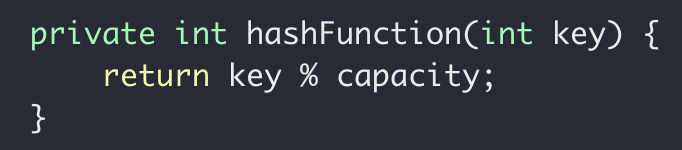 private int hashFunction(int key) {
    return key % capacity;
}